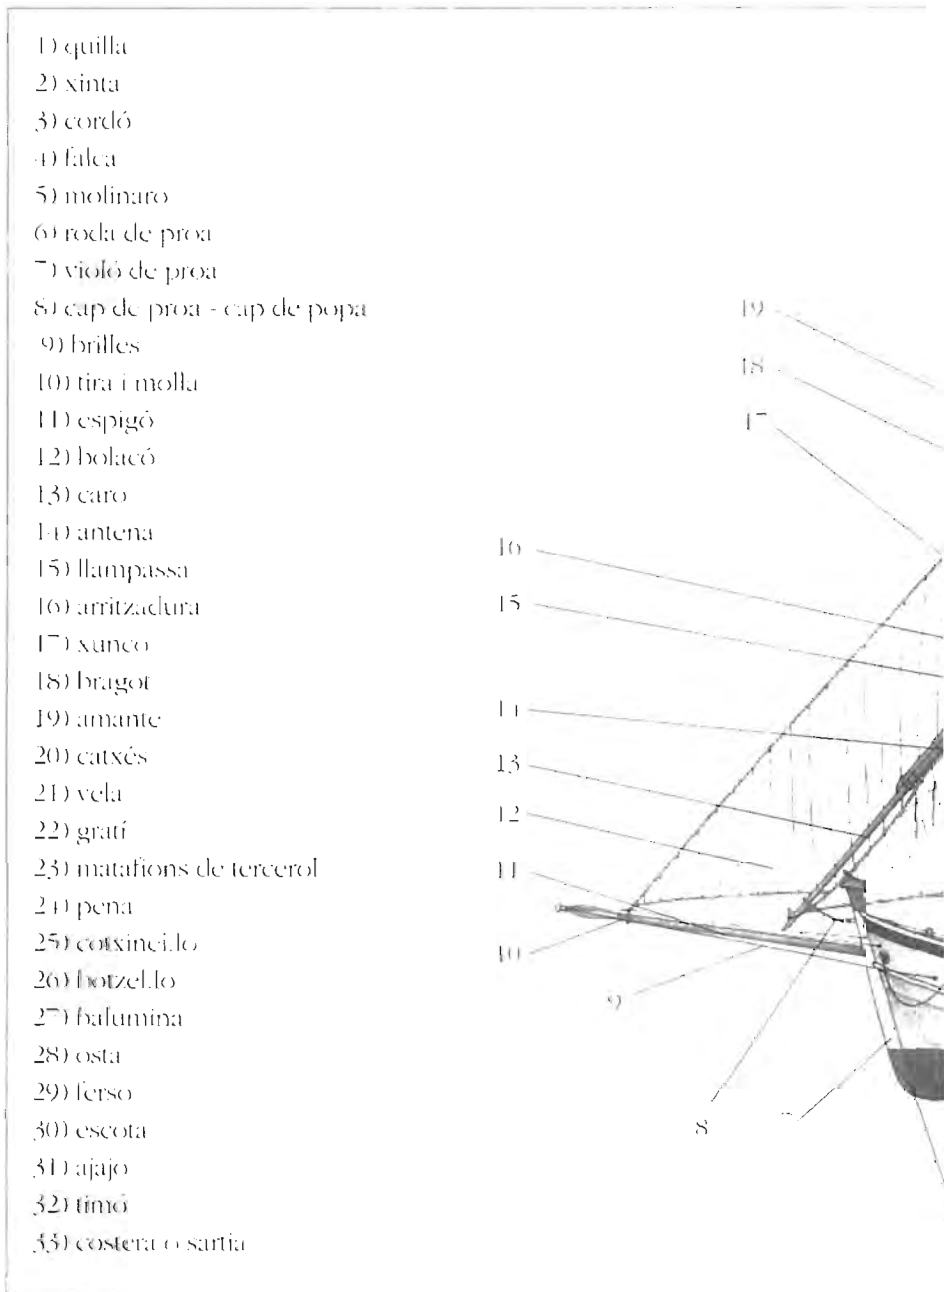 1) quilla
2) xinta
3) cordó
4) falca
5) molinaro
6) roda de proa
7) violó de proa
8) cap de proa - cap de popa
9) brilles
10) tira i molla
11) espigó
12) bolacó
13) caro
14) antena
15) llampassa
16) arritzadura
17) xunco
18) bragot
19) amante
20) catxés
21) vela
22) gratí
23) matafions de tercerol
24) pena
25) cotxinel.lo
26) botzel.lo
27) balumina
28) osta
29) ferso
30) escota
31) ajajo
32) timó
33) costera o sartia
19
18
17
16
15
14
13
12
11
10
9
8
7